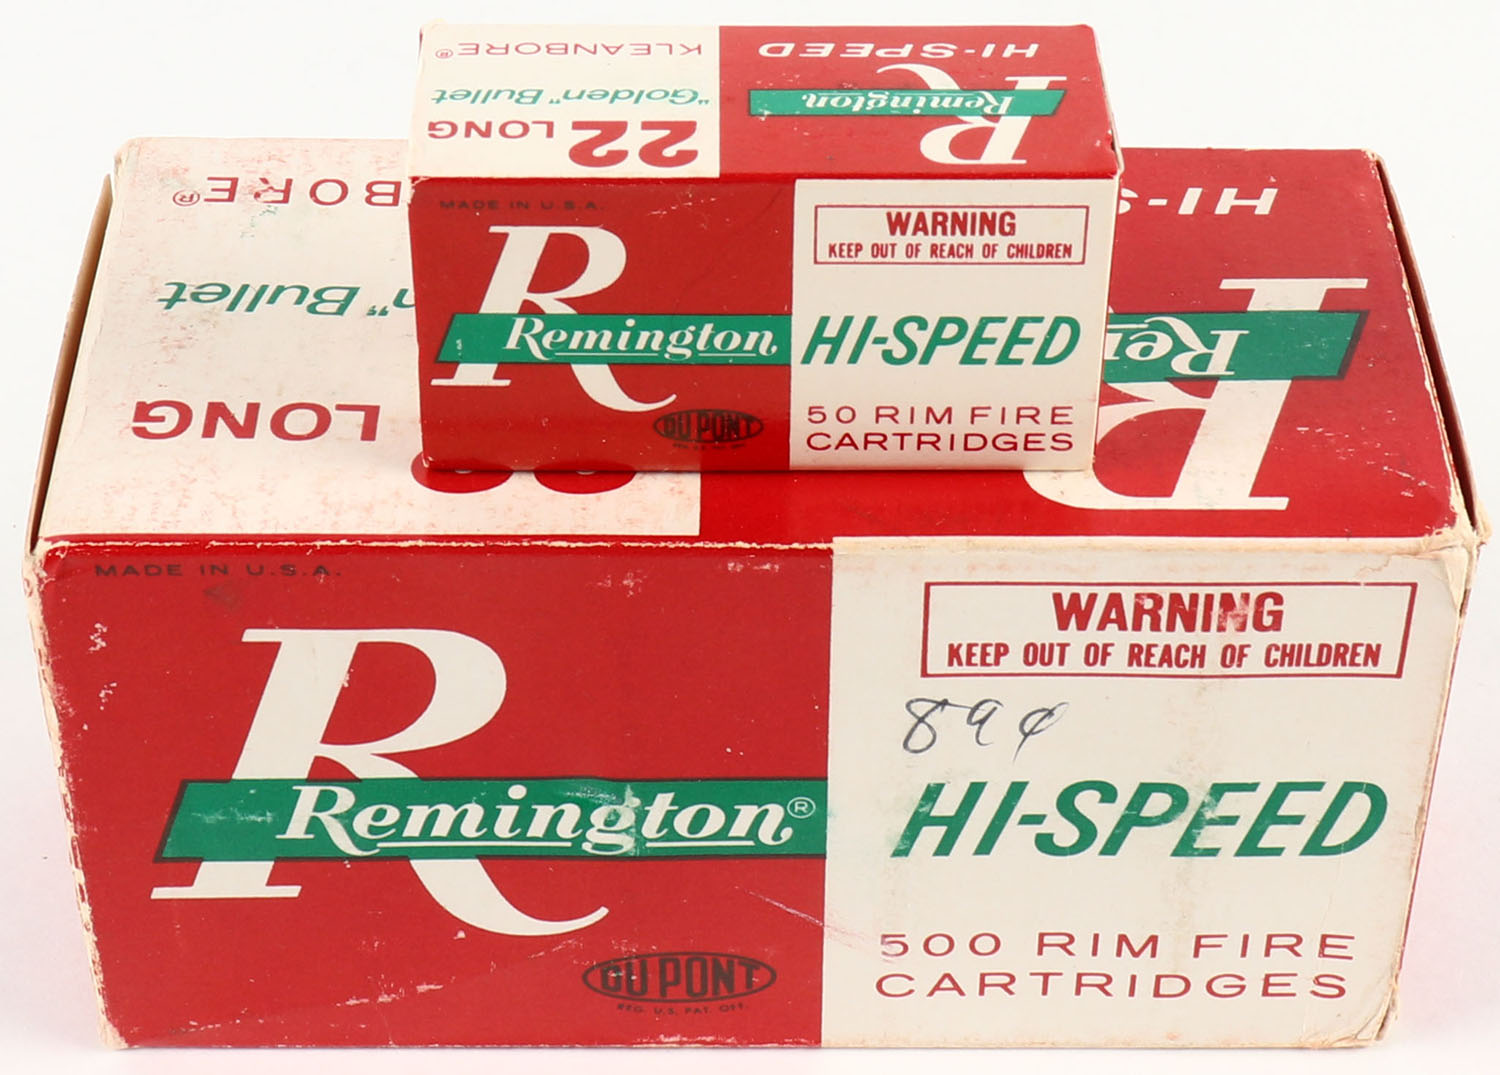 KLEANBORE®
"Golden" Bullet
22 LONG
HI-SPEED
R
Remington
MADE IN U.S.A.
R
Remington
DU PONT
WARNING
KEEP OUT OF REACH OF CHILDREN
HI-SPEED
50 RIM FIRE
CARTRIDGES
BORE®
n" Bullet
LONG
HI-S
R
Re
MADE IN U.S.A.
R
Remington®
DU PONT
REG. U.S. PAT. OFF.
WARNING
KEEP OUT OF REACH OF CHILDREN
89¢
HI-SPEED
500 RIM FIRE
CARTRIDGES